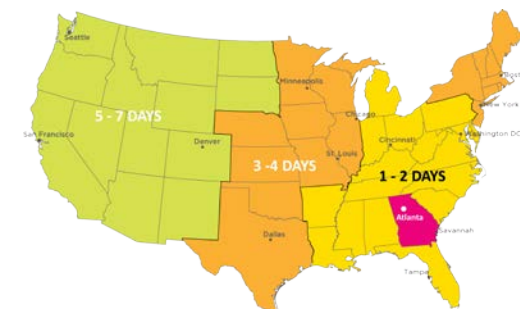 Seattle
Minneapolis
Bost
5 - 7 DAYS
New York
Chicago
San Francisco
Denver
Cincinnati
Washington DC
St. Louis
3 -4 DAYS
1 - 2 DAYS
Atlanta
Savannah
Dallas
Tampa